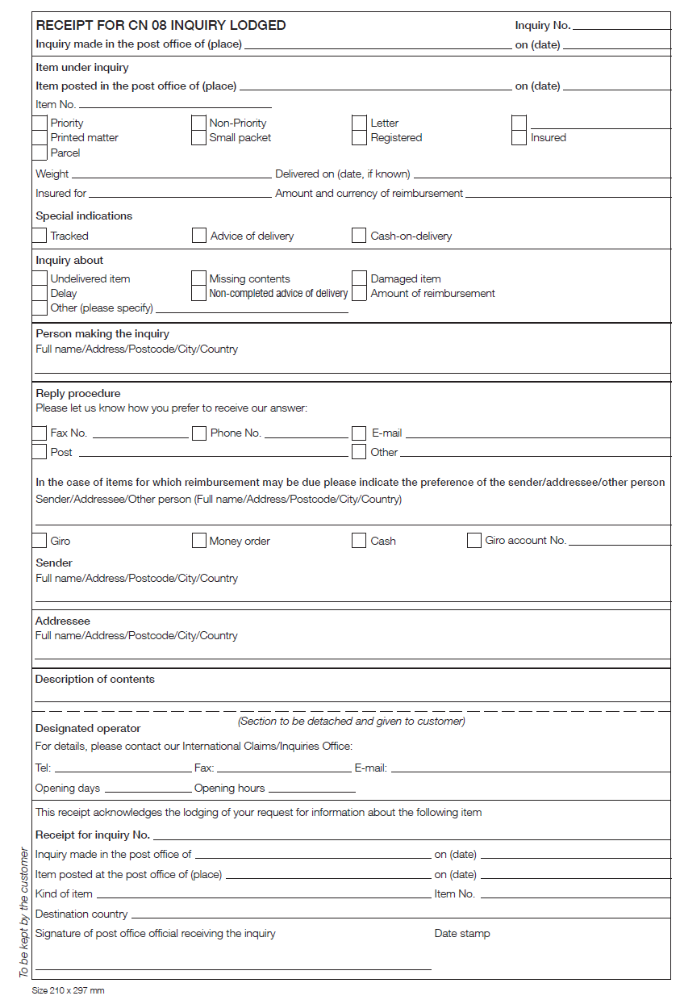 RECEIPT FOR CN 08 INQUIRY LODGED Inquiry No.
Inquiry made in the post office of (place) on (date)
Item under inquiry
Item posted in the post office of (place) on (date)
Item No.
Priority Non-Priority Letter
Printed matter Small packet Registered Insured
Parcel
Weight Delivered on (date, if known)
Insured for Amount and currency of reimbursement
Special indications
Tracked Advice of delivery Cash-on-delivery
Inquiry about
Undelivered item Missing contents Damaged item
Delay Non-completed advice of delivery Amount of reimbursement
Other (please specify)
Person making the inquiry
Full name/Address/Postcode/City/Country
Reply procedure
Please let us know how you prefer to receive our answer:
Fax No. Phone No. E-mail
Post Other
In the case of items for which reimbursement may be due please indicate the preference of the sender/addressee/other person
Sender/Addressee/Other person (Full name/Address/Postcode/City/Country)
Giro Money order Cash Giro account No.
Sender
Full name/Address/Postcode/City/Country
Addressee
Full name/Address/Postcode/City/Country
Description of contents
(Section to be detached and given to customer)
Designated operator
For details, please contact our International Claims/Inquiries Office:
Tel: Fax: E-mail:
Opening days Opening hours
This receipt acknowledges the lodging of your request for information about the following item
Receipt for inquiry No.
Inquiry made in the post office of on (date)
Item posted at the post office of (place) on (date)
Kind of item Item No.
Destination country
Signature of post office official receiving the inquiry Date stamp
To be kept by the customer
Size 210 x 297 mm